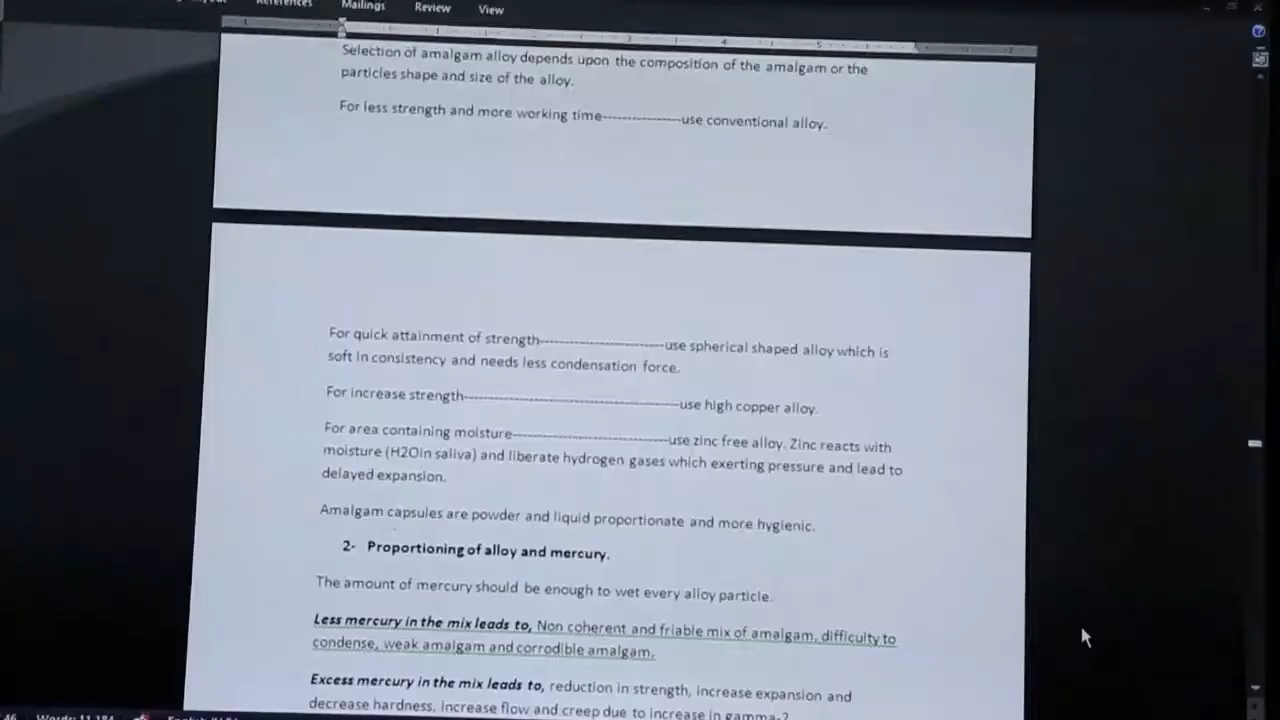 References
Mailings
Review
View
Selection of amalgam alloy depends upon the composition of the amalgam or the
particles shape and size of the alloy.
For less strength and more working time-----------------use conventional alloy.
For quick attainment of strength---------------------------use spherical shaped alloy which is
soft in consistency and needs less condensation force.
For increase strength-----------------------------------------------use high copper alloy.
For area containing moisture----------------------------------use zinc free alloy. Zinc reacts with
moisture (H2Oin saliva) and liberate hydrogen gases which exerting pressure and lead to
delayed expansion.
Amalgam capsules are powder and liquid proportionate and more hygienic.
2- Proportioning of alloy and mercury.
The amount of mercury should be enough to wet every alloy particle.
Less mercury in the mix leads to, Non coherent and friable mix of amalgam, difficulty to
condense, weak amalgam and corrodible amalgam.
Excess mercury in the mix leads to, reduction in strength, increase expansion and
decrease hardness. Increase flow and creep due to increase in gamma-2